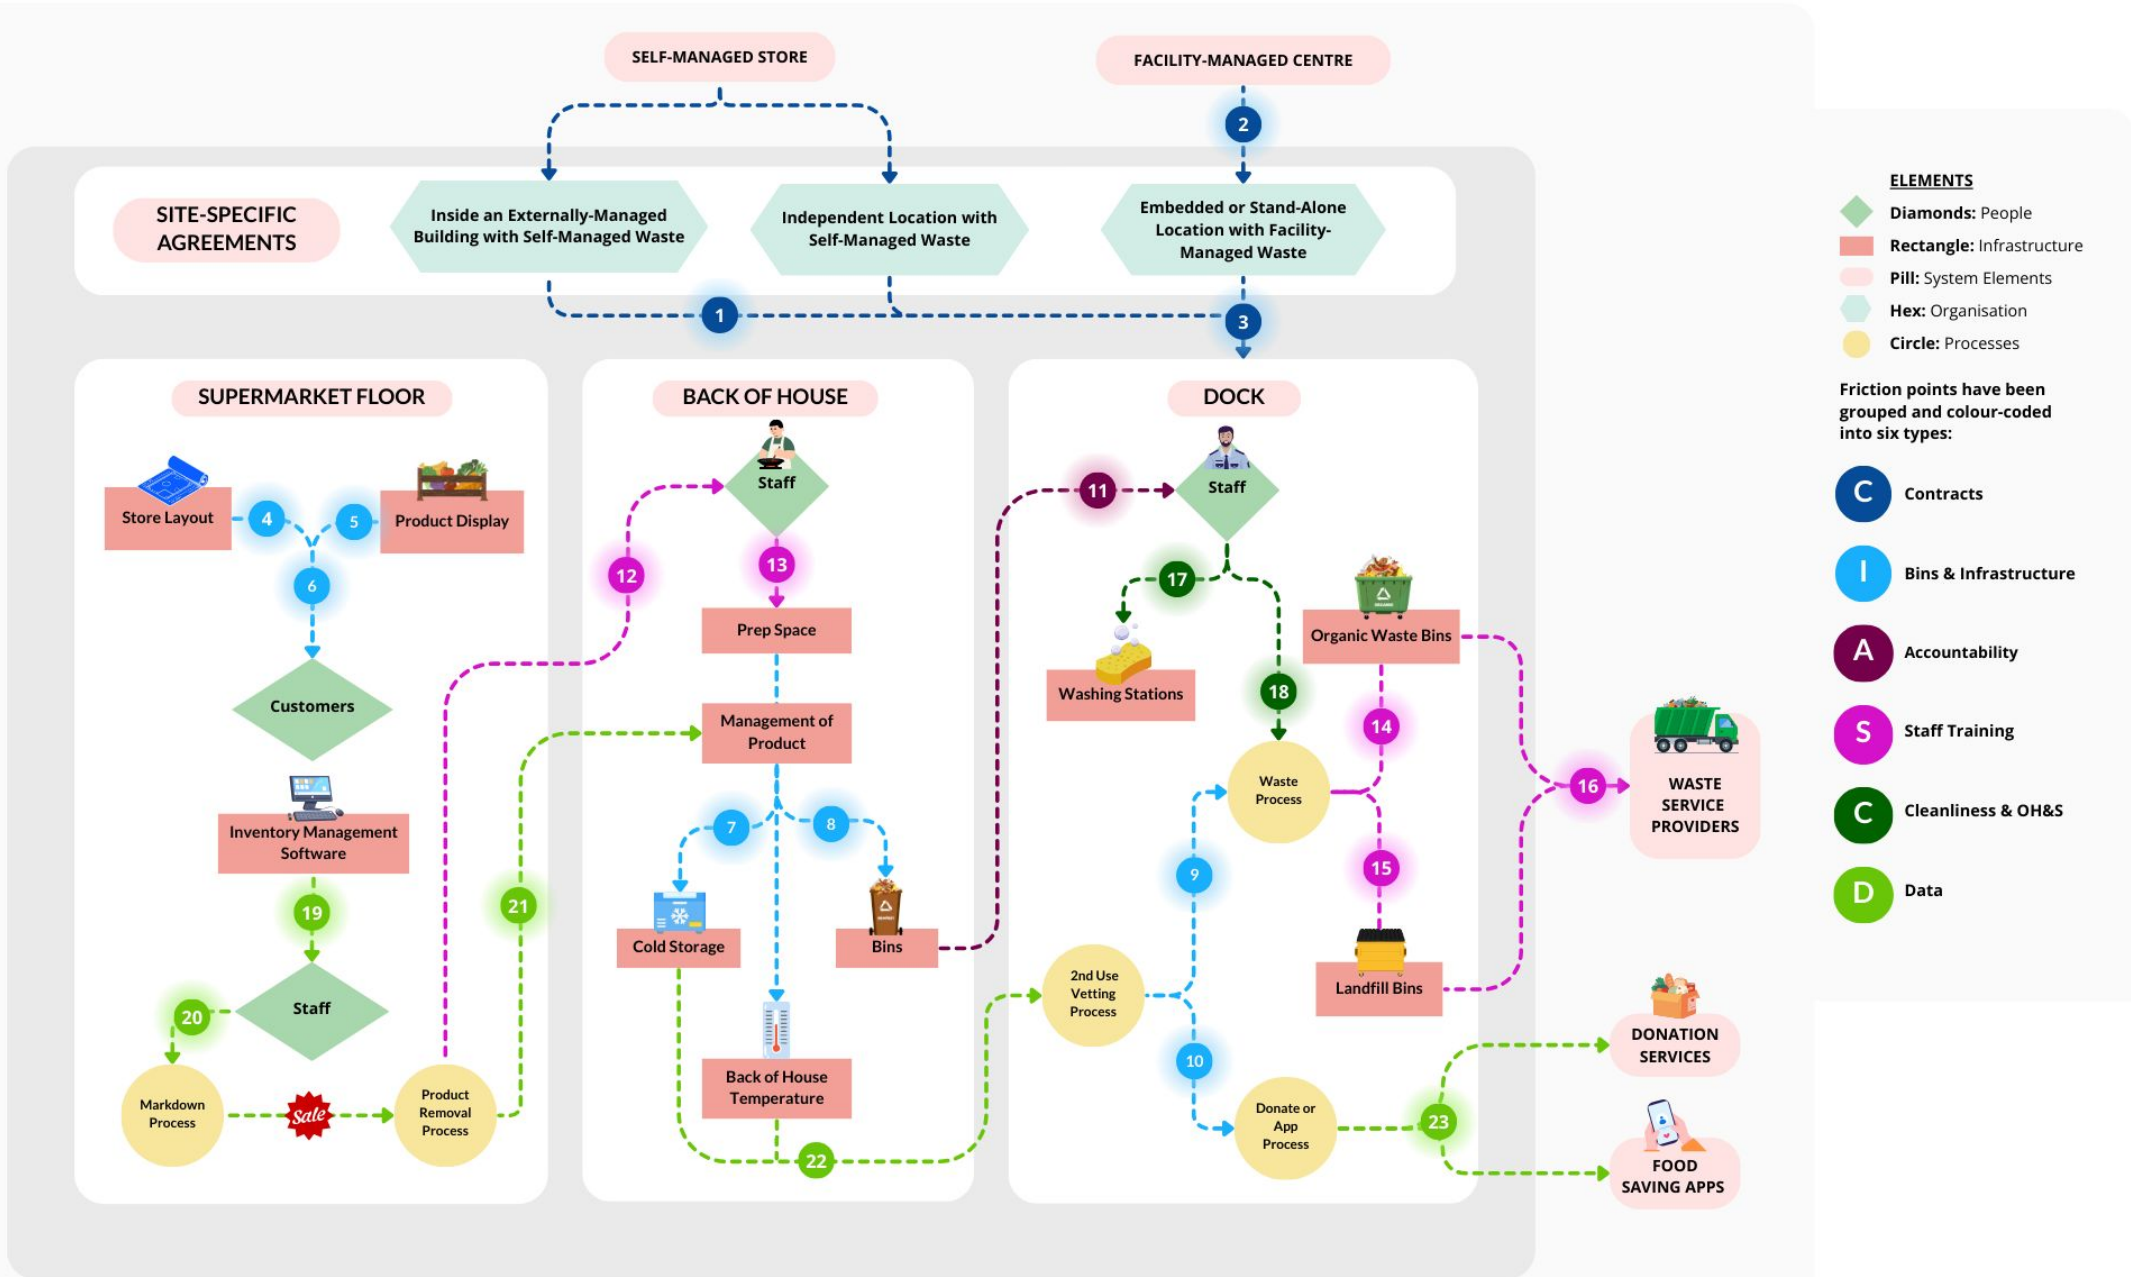 SELF-MANAGED STORE
FACILITY-MANAGED CENTRE
2
SITE-SPECIFIC
AGREEMENTS
Inside an Externally-Managed
Building with Self-Managed Waste
Independent Location with
Self-Managed Waste
Embedded or Stand-Alone
Location with Facility-
Managed Waste
1
3
SUPERMARKET FLOOR
Store Layout
4
5
Product Display
6
Customers
Inventory Management
Software
19
Staff
20
Markdown
Process
Sale
Product
Removal
Process
21
12
BACK OF HOUSE
Staff
13
Prep Space
Management of
Product
7
8
Cold Storage
Bins
Back of House
Temperature
22
DOCK
11
Staff
17
18
Washing Stations
Organic Waste Bins
14
Waste
Process
15
9
2nd Use
Vetting
Process
Landfill Bins
10
Donate or
App
Process
23
16
WASTE
SERVICE
PROVIDERS
DONATION
SERVICES
FOOD
SAVING APPS
ELEMENTS
Diamonds: People
Rectangle: Infrastructure
Pill: System Elements
Hex: Organisation
Circle: Processes
Friction points have been
grouped and colour-coded
into six types:
C Contracts
I Bins & Infrastructure
A Accountability
S Staff Training
C Cleanliness & OH&S
D Data